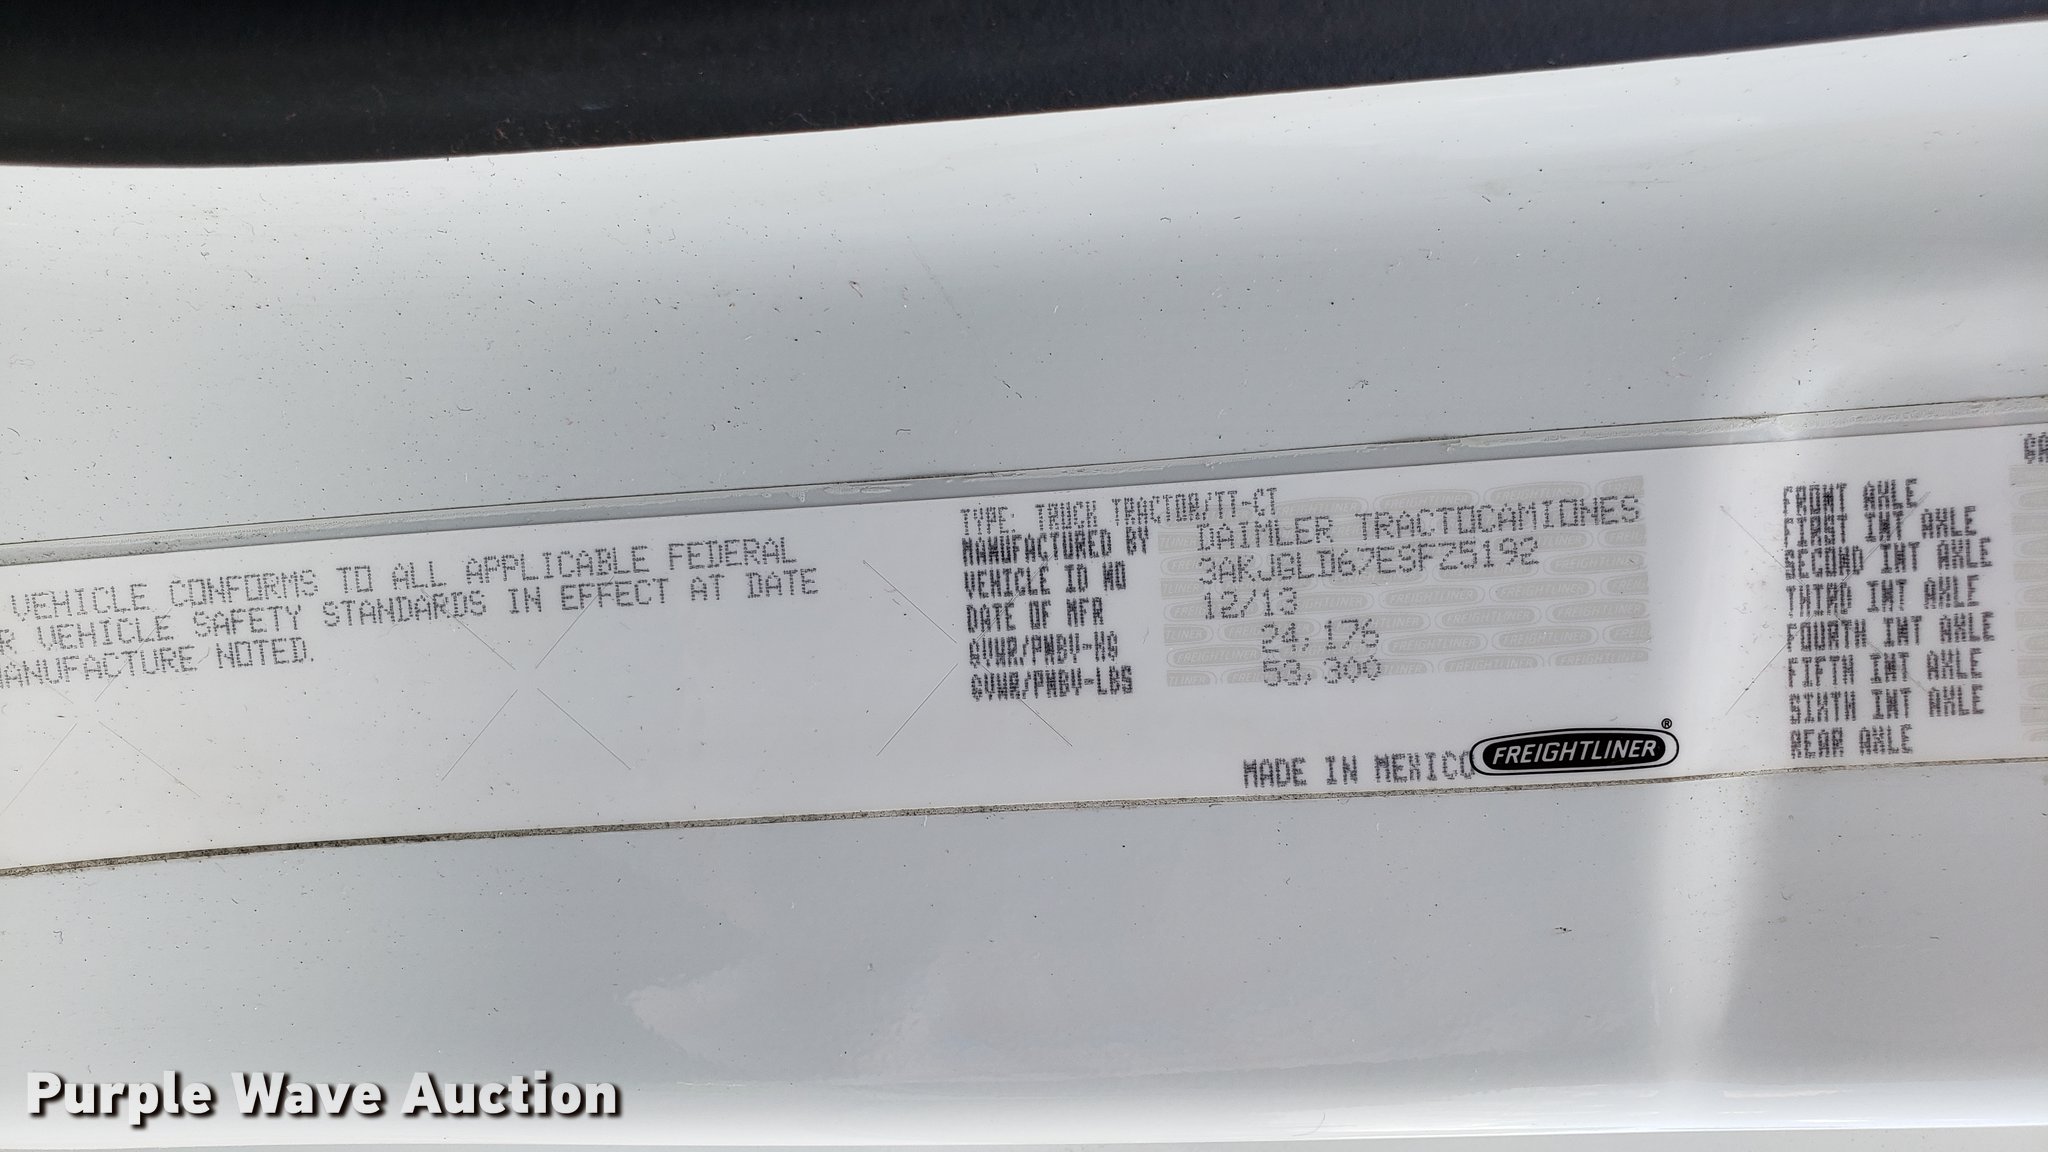 VEHICLE CONFORMS TO ALL APPLICABLE FEDERAL
R VEHICLE SAFETY STANDARDS IN EFFECT AT DATE
MANUFACTURE NOTED.
TYPE: TRUCK TRACTOR/TT-CT
MANUFACTURED BY DAIMLER TRACTOCAMIONES
VEHICLE ID NO 3AKJGLD67ESFZ5192
DATE OF MFR 12/13
GVWR/PNBV-KG 24,176
GVWR/PNBV-LBS 53,300
MADE IN MEXICO FREIGHTLINER®
FRONT AXLE
FIRST INT AXLE
SECOND INT AXLE
THIRD INT AXLE
FOURTH INT AXLE
FIFTH INT AXLE
SIXTH INT AXLE
REAR AXLE
GA
Purple Wave Auction